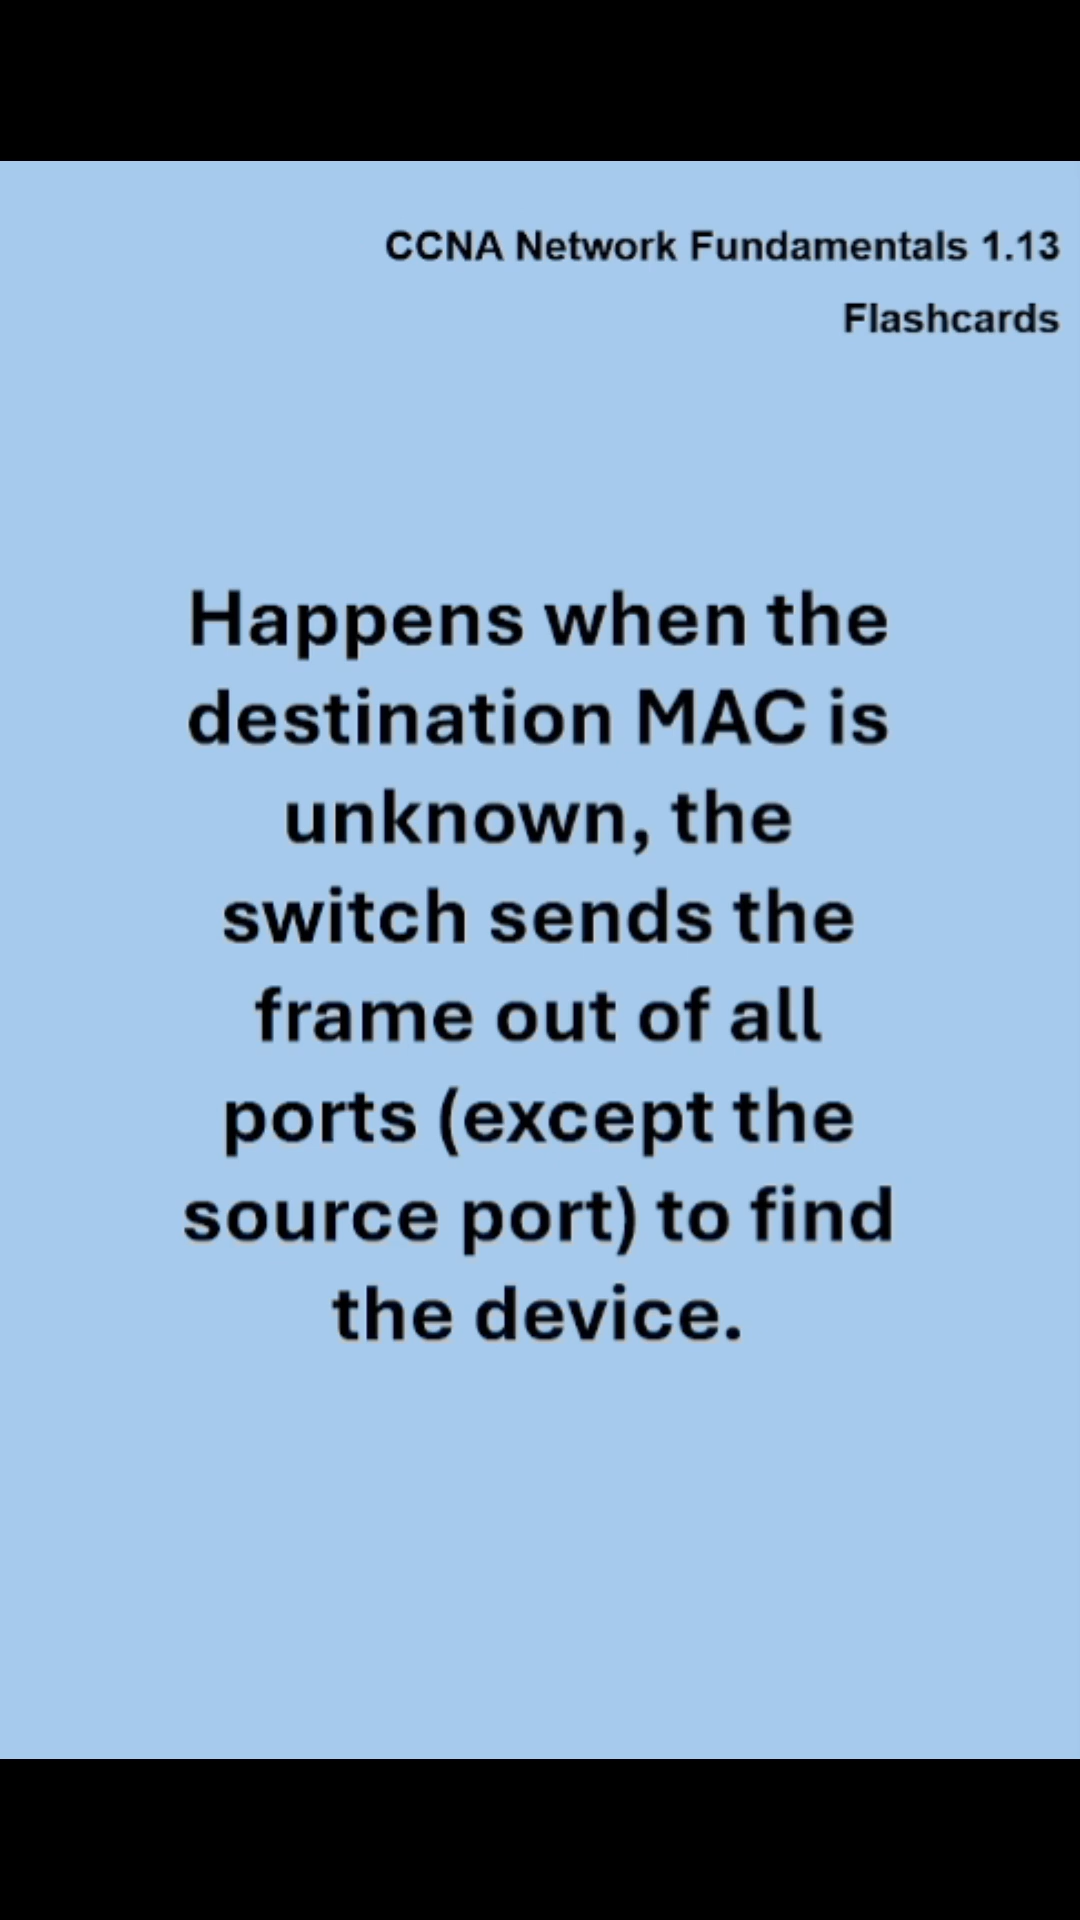 CCNA Network Fundamentals 1.13
Flashcards
Happens when the
destination MAC is
unknown, the
switch sends the
frame out of all
ports (except the
source port) to find
the device.